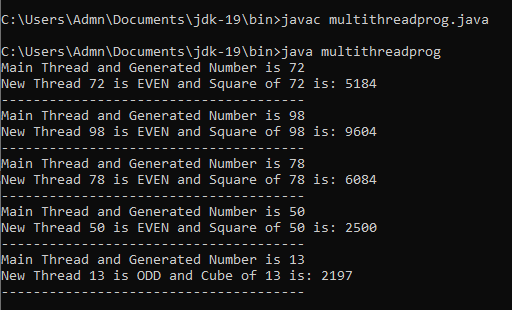 C:\Users\Admn\Documents\jdk-19\bin>javac multithreadprog.java
C:\Users\Admn\Documents\jdk-19\bin>java multithreadprog
Main Thread and Generated Number is 72
New Thread 72 is EVEN and Square of 72 is: 5184
--------------------------------------
Main Thread and Generated Number is 98
New Thread 98 is EVEN and Square of 98 is: 9604
--------------------------------------
Main Thread and Generated Number is 78
New Thread 78 is EVEN and Square of 78 is: 6084
--------------------------------------
Main Thread and Generated Number is 50
New Thread 50 is EVEN and Square of 50 is: 2500
--------------------------------------
Main Thread and Generated Number is 13
New Thread 13 is ODD and Cube of 13 is: 2197
--------------------------------------